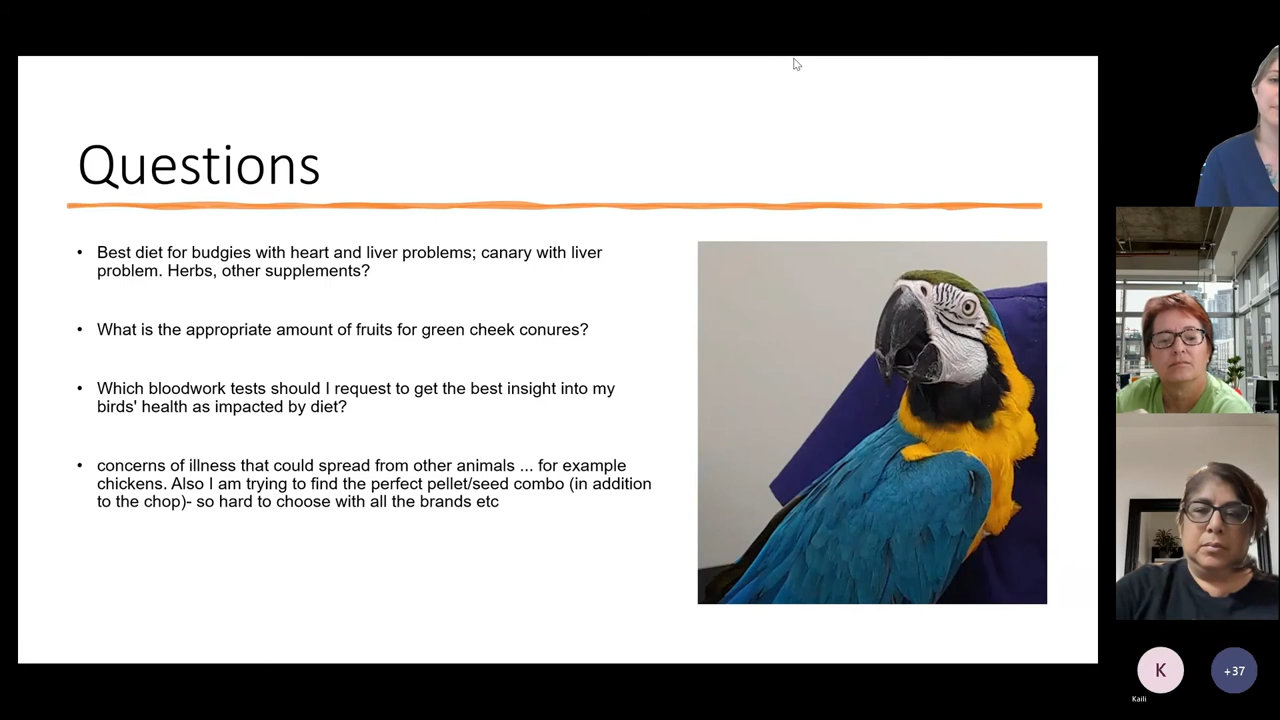 Questions
• Best diet for budgies with heart and liver problems; canary with liver
problem. Herbs, other supplements?
• What is the appropriate amount of fruits for green cheek conures?
• Which bloodwork tests should I request to get the best insight into my
birds' health as impacted by diet?
• concerns of illness that could spread from other animals ... for example
chickens. Also I am trying to find the perfect pellet/seed combo (in addition
to the chop)- so hard to choose with all the brands etc
K
+37
Kaili